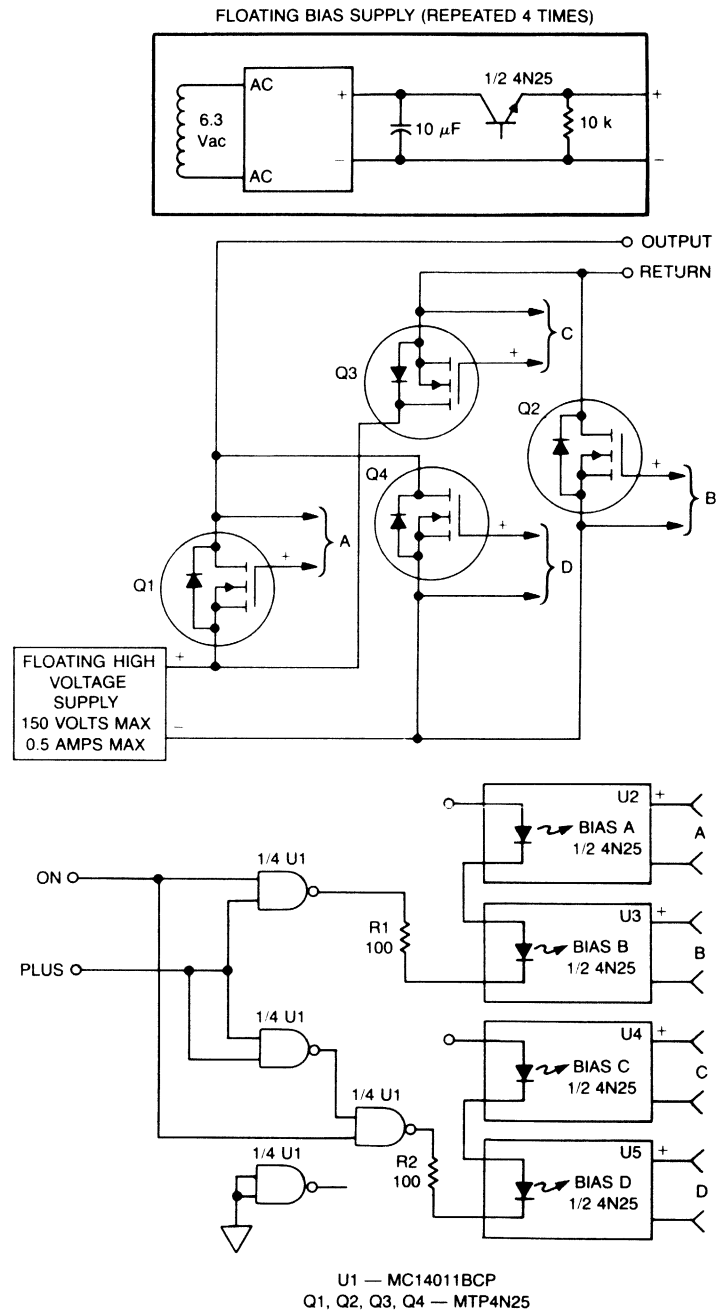 FLOATING BIAS SUPPLY (REPEATED 4 TIMES)
AC
+
1/2 4N25
+
6.3
Vac
10 μF
10 k
AC
−
−
OUTPUT
RETURN
C
+
Q3
Q2
Q4
+
B
A
+
+
D
Q1
FLOATING HIGH
VOLTAGE
SUPPLY
150 VOLTS MAX
0.5 AMPS MAX
+
−
U2
+
BIAS A
1/2 4N25
A
1/4 U1
ON
R1
100
U3
+
BIAS B
1/2 4N25
B
PLUS
1/4 U1
U4
+
BIAS C
1/2 4N25
C
1/4 U1
R2
100
U5
+
BIAS D
1/2 4N25
D
1/4 U1
U1 — MC14011BCP
Q1, Q2, Q3, Q4 — MTP4N25